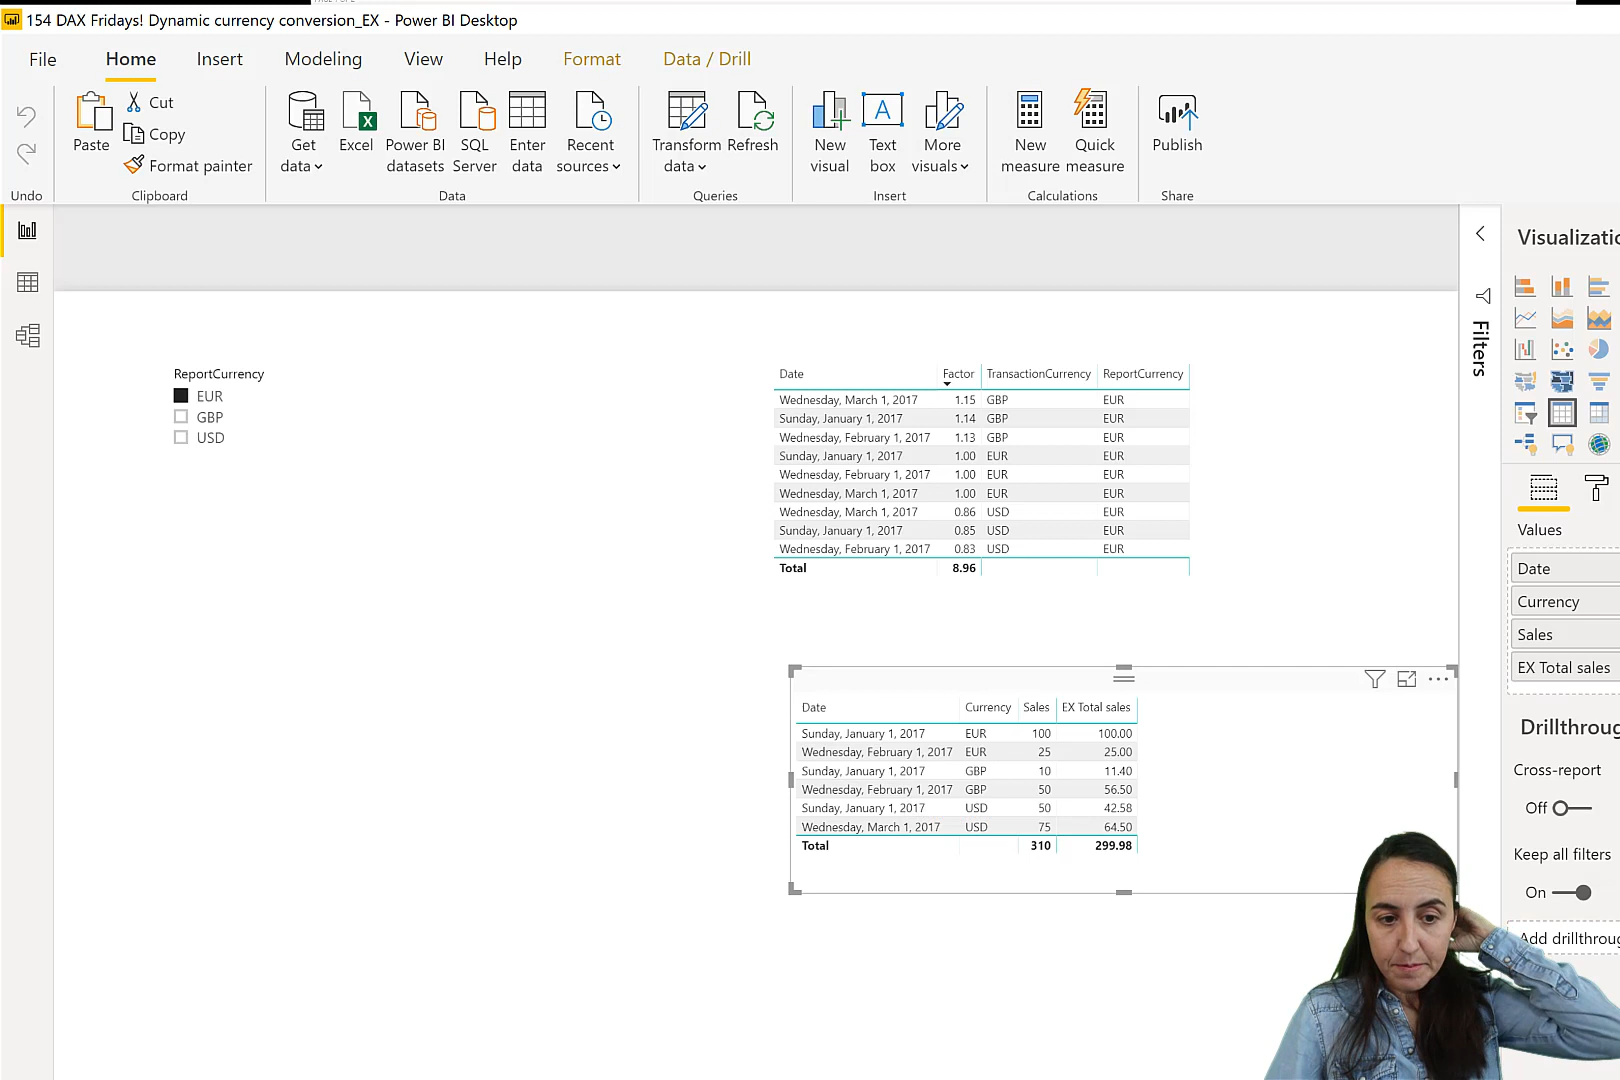 154 DAX Fridays! Dynamic currency conversion_EX - Power BI Desktop
File Home Insert Modeling View Help Format Data / Drill
Paste
Cut
Copy
Format painter
Get data
Excel
Power BI datasets
SQL Server
Enter data
Recent sources
Transform data
Refresh
New visual
Text box
More visuals
New measure
Quick measure
Publish
Undo Clipboard Data Queries Insert Calculations Share
Visualizatio
Filters
ReportCurrency
EUR
GBP
USD
Date Factor TransactionCurrency ReportCurrency
Wednesday, March 1, 2017 1.15 GBP EUR
Sunday, January 1, 2017 1.14 GBP EUR
Wednesday, February 1, 2017 1.13 GBP EUR
Sunday, January 1, 2017 1.00 EUR EUR
Wednesday, February 1, 2017 1.00 EUR EUR
Wednesday, March 1, 2017 1.00 EUR EUR
Wednesday, March 1, 2017 0.86 USD EUR
Sunday, January 1, 2017 0.85 USD EUR
Wednesday, February 1, 2017 0.83 USD EUR
Total 8.96
Date Currency Sales EX Total sales
Sunday, January 1, 2017 EUR 100 100.00
Wednesday, February 1, 2017 EUR 25 25.00
Sunday, January 1, 2017 GBP 10 11.40
Wednesday, February 1, 2017 GBP 50 56.50
Sunday, January 1, 2017 USD 50 42.58
Wednesday, March 1, 2017 USD 75 64.50
Total 310 299.98
Values
Date
Currency
Sales
EX Total sales
Drillthroug
Cross-report
Off
Keep all filters
On
Add drillthroug